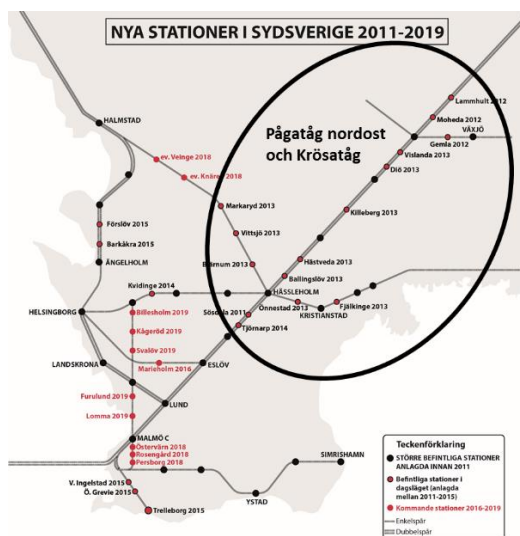 NYA STATIONER I SYDSVERIGE 2011-2019
Pågatåg nordost
och Krösatåg
Lammhult 2012
Moheda 2012
VÄXJÖ
Gemla 2012
Vislanda 2013
Diö 2013
HALMSTAD
ev. Veinge 2018
ev. Knäred 2018
Markaryd 2013
Killeberg 2013
Förslöv 2015
Vittsjö 2013
Barkåkra 2015
Hästveda 2013
ÄNGELHOLM
Bjärnum 2013
Ballingslöv 2013
Kvidinge 2014
HÄSSLEHOLM
Önnestad 2013
Fjälkinge 2013
KRISTIANSTAD
HELSINGBORG
Billesholm 2019
Sösdala 2011
Kågeröd 2019
Tjörnarp 2014
Svalöv 2019
Marieholm 2016
LANDSKRONA
ESLÖV
Furulund 2019
LUND
Lomma 2019
MALMÖ C
Östervärn 2018
Rosengård 2018
Persborg 2018
SIMRISHAMN
V. Ingelstad 2015
Ö. Grevie 2015
YSTAD
Trelleborg 2015
Teckenförklaring
STÖRRE BEFINTLIGA STATIONER
ANLAGDA INNAN 2011
Befintliga stationer i
dagsläget (anlagda
mellan 2011-2015)
Kommande stationer 2016-2019
Enkelspår
Dubbelspår